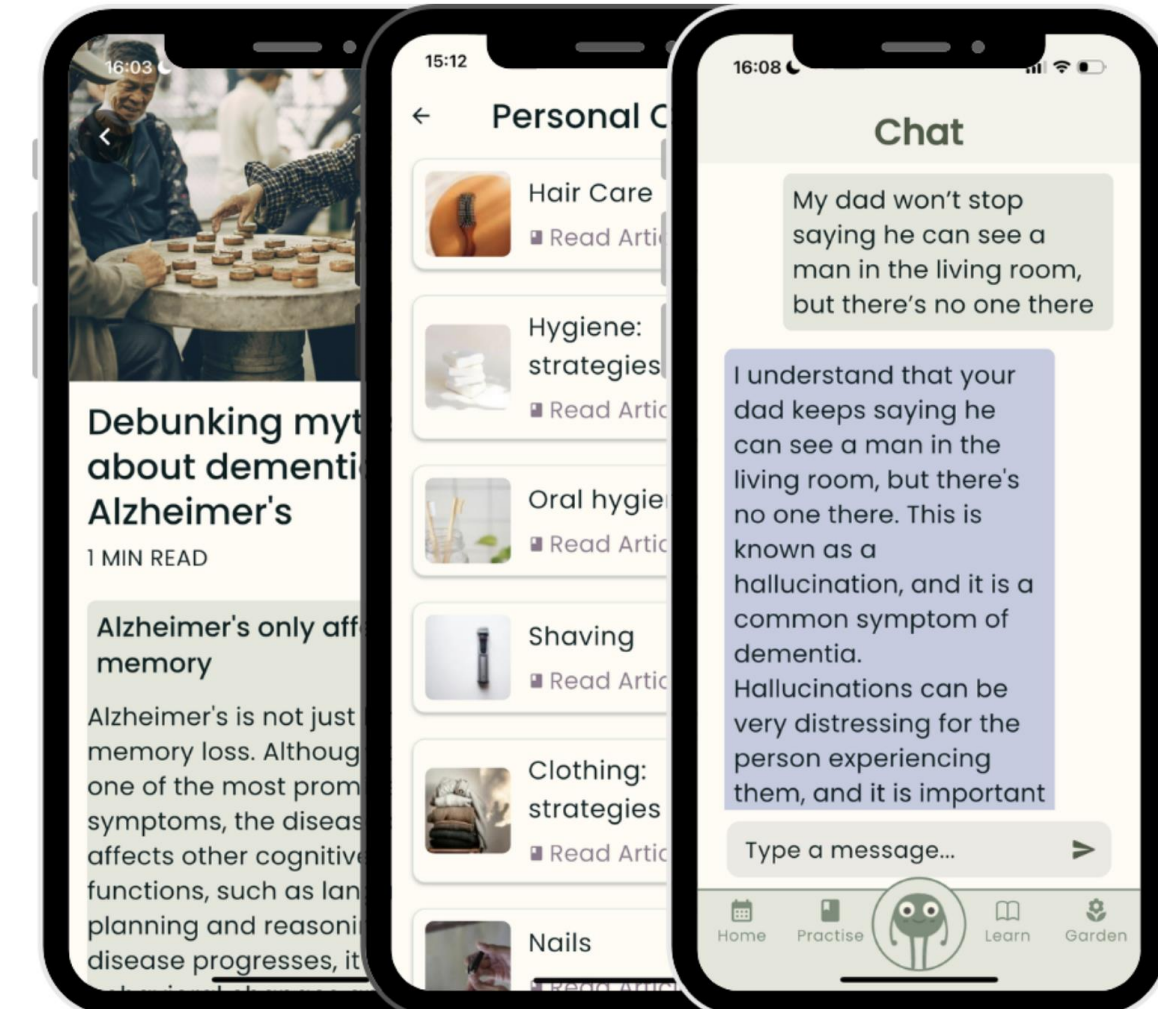 16:03
Debunking myt
about dementi
Alzheimer's
1 MIN READ
Alzheimer's only aff
memory
Alzheimer's is not just
memory loss. Althoug
one of the most prom
symptoms, the diseas
affects other cognitive
functions, such as lan
planning and reasoni
disease progresses, it
15:12
Personal C
Hair Care
Read Artic
Hygiene:
strategies
Read Artic
Oral hygie
Read Artic
Shaving
Read Artic
Clothing:
strategies
Read Artic
Nails
16:08
Chat
My dad won't stop
saying he can see a
man in the living room,
but there's no one there
I understand that your
dad keeps saying he
can see a man in the
living room, but there's
no one there. This is
known as a
hallucination, and it is a
common symptom of
dementia.
Hallucinations can be
very distressing for the
person experiencing
them, and it is important
Type a message...
Home
Practise
Learn
Garden